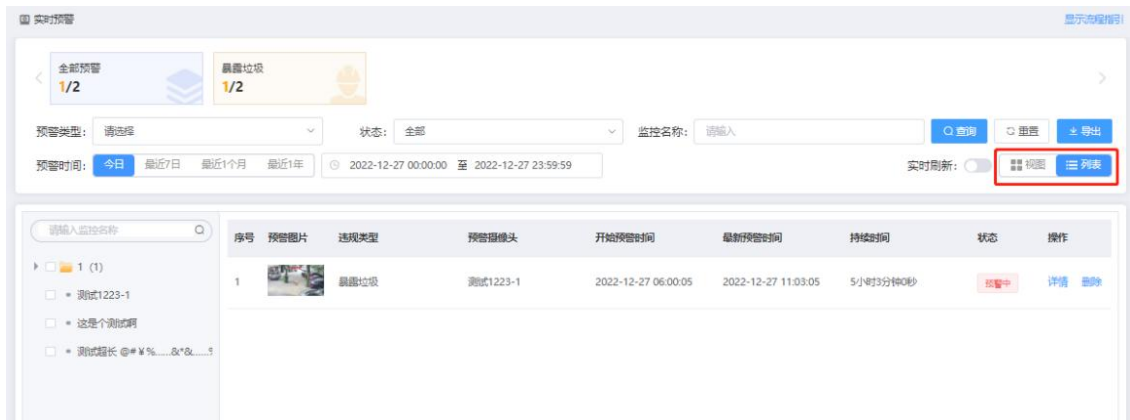 实时预警
显示流程指引
全部预警
1/2
暴露垃圾
1/2
预警类型: 请选择
状态: 全部
监控名称: 请输入
查询
重置
导出
预警时间: 今日 最近7日 最近1个月 最近1年 2022-12-27 00:00:00 至 2022-12-27 23:59:59
实时刷新:
视图
列表
请输入监控名称
1 (1)
测试1223-1
这是个测试啊
测试超长 @#￥%......&*&......
序号 预警图片 违规类型 预警摄像头 开始预警时间 最新预警时间 持续时间 状态 操作
1 暴露垃圾 测试1223-1 2022-12-27 06:00:05 2022-12-27 11:03:05 5小时3分钟0秒 预警中 详情 删除